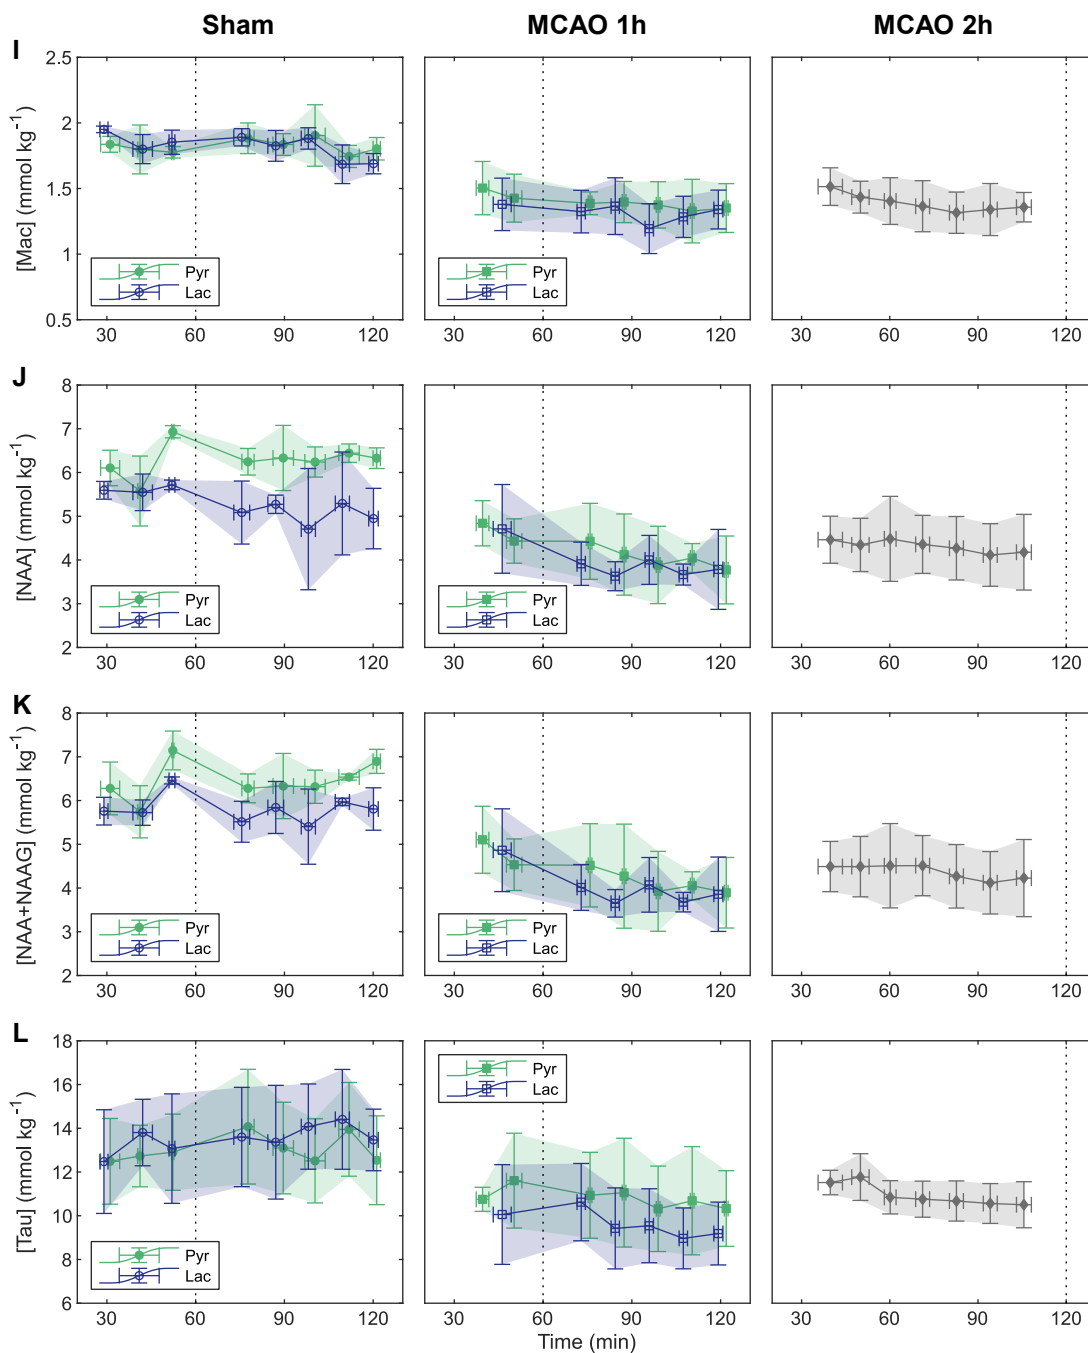 Sham MCAO 1h MCAO 2h
I
[Mac] (mmol kg⁻¹)
2.5
2
1.5
1
0.5
Pyr
Lac
Pyr
Lac
30 60 90 120 30 60 90 120 30 60 90 120
J
[NAA] (mmol kg⁻¹)
8
7
6
5
4
3
2
Pyr
Lac
Pyr
Lac
30 60 90 120 30 60 90 120 30 60 90 120
K
[NAA+NAAG] (mmol kg⁻¹)
8
7
6
5
4
3
2
Pyr
Lac
Pyr
Lac
30 60 90 120 30 60 90 120 30 60 90 120
L
[Tau] (mmol kg⁻¹)
18
16
14
12
10
8
6
Pyr
Lac
Pyr
Lac
30 60 90 120 30 60 90 120 30 60 90 120
Time (min)